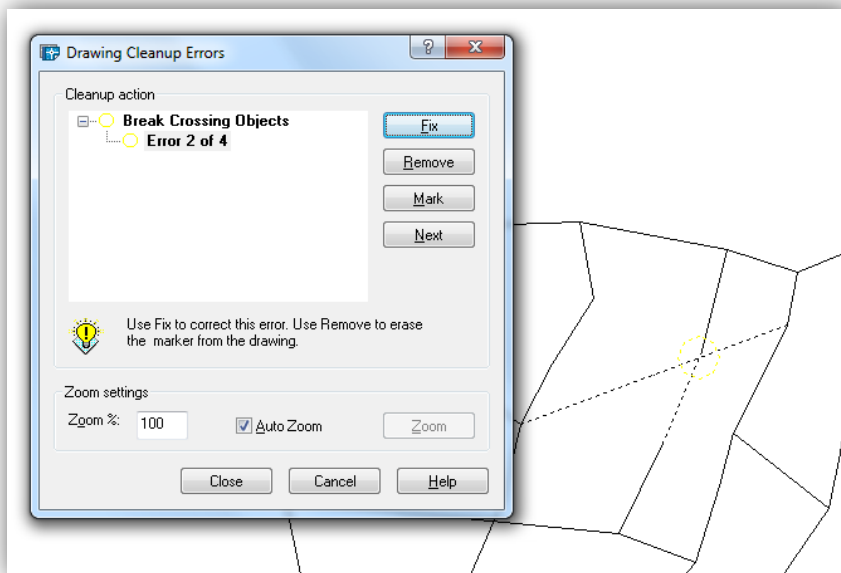 Drawing Cleanup Errors
?
Cleanup action
Break Crossing Objects
Error 2 of 4
Fix
Remove
Mark
Next
Use Fix to correct this error. Use Remove to erase
the marker from the drawing.
Zoom settings
Zoom %:
100
Auto Zoom
Zoom
Close
Cancel
Help